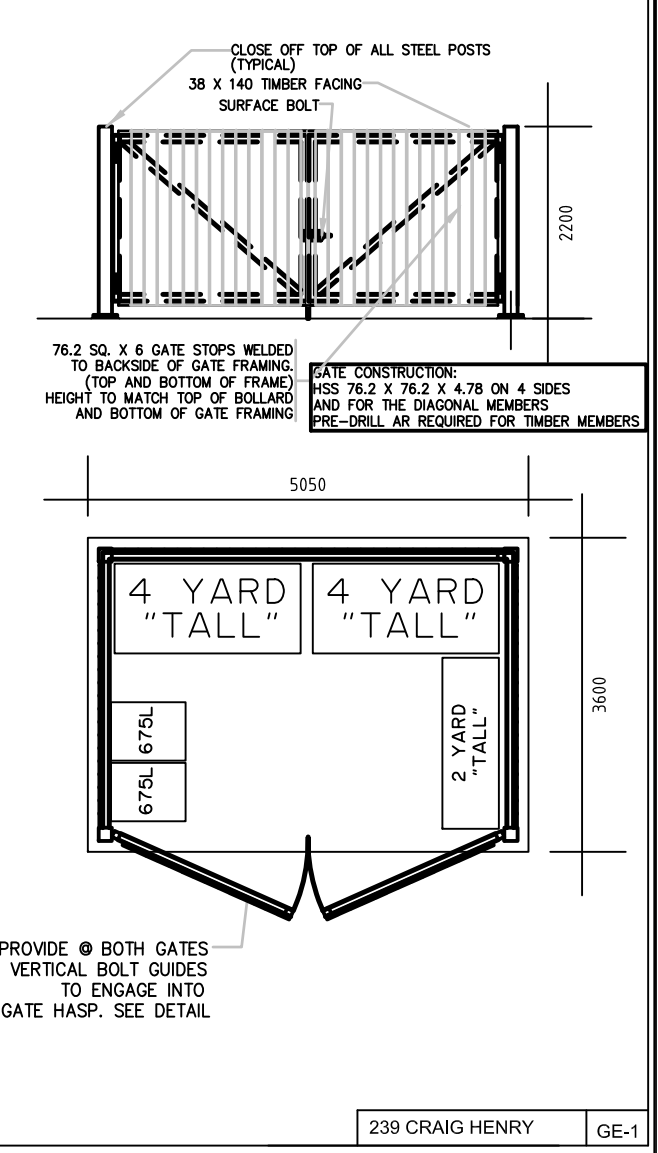 CLOSE OFF TOP OF ALL STEEL POSTS
(TYPICAL)
38 X 140 TIMBER FACING
SURFACE BOLT
2200
76.2 SQ. X 6 GATE STOPS WELDED
TO BACKSIDE OF GATE FRAMING.
(TOP AND BOTTOM OF FRAME)
HEIGHT TO MATCH TOP OF BOLLARD
AND BOTTOM OF GATE FRAMING
GATE CONSTRUCTION:
HSS 76.2 X 76.2 X 4.78 ON 4 SIDES
AND FOR THE DIAGONAL MEMBERS
PRE-DRILL AR REQUIRED FOR TIMBER MEMBERS
5050
4 YARD
"TALL"
4 YARD
"TALL"
3600
675L
675L
2 YARD
"TALL"
PROVIDE @ BOTH GATES
VERTICAL BOLT GUIDES
TO ENGAGE INTO
GATE HASP. SEE DETAIL
239 CRAIG HENRY
GE-1